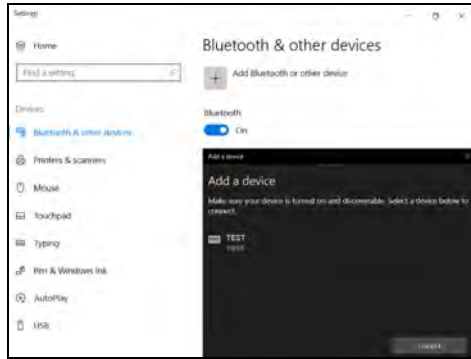 Settings
Home
Find a setting
Devices
Bluetooth & other devices
Printers & scanners
Mouse
Touchpad
Typing
Pen & Windows Ink
AutoPlay
USB
Bluetooth & other devices
Add Bluetooth or other device
Bluetooth
On
Add a device
Add a device
Make sure your device is turned on and discoverable. Select a device below to
connect.
TEST
Connect